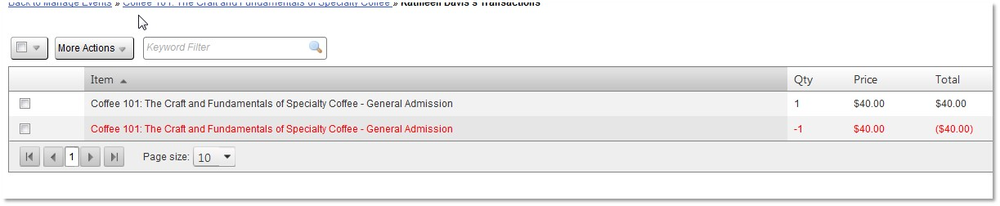 Back to Manage Events » Coffee 101: The Craft and Fundamentals of Specialty Coffee » Kathleen Davis's Transactions
More Actions Keyword Filter
Item Qty Price Total
Coffee 101: The Craft and Fundamentals of Specialty Coffee - General Admission 1 $40.00 $40.00
Coffee 101: The Craft and Fundamentals of Specialty Coffee - General Admission -1 $40.00 ($40.00)
1 Page size: 10